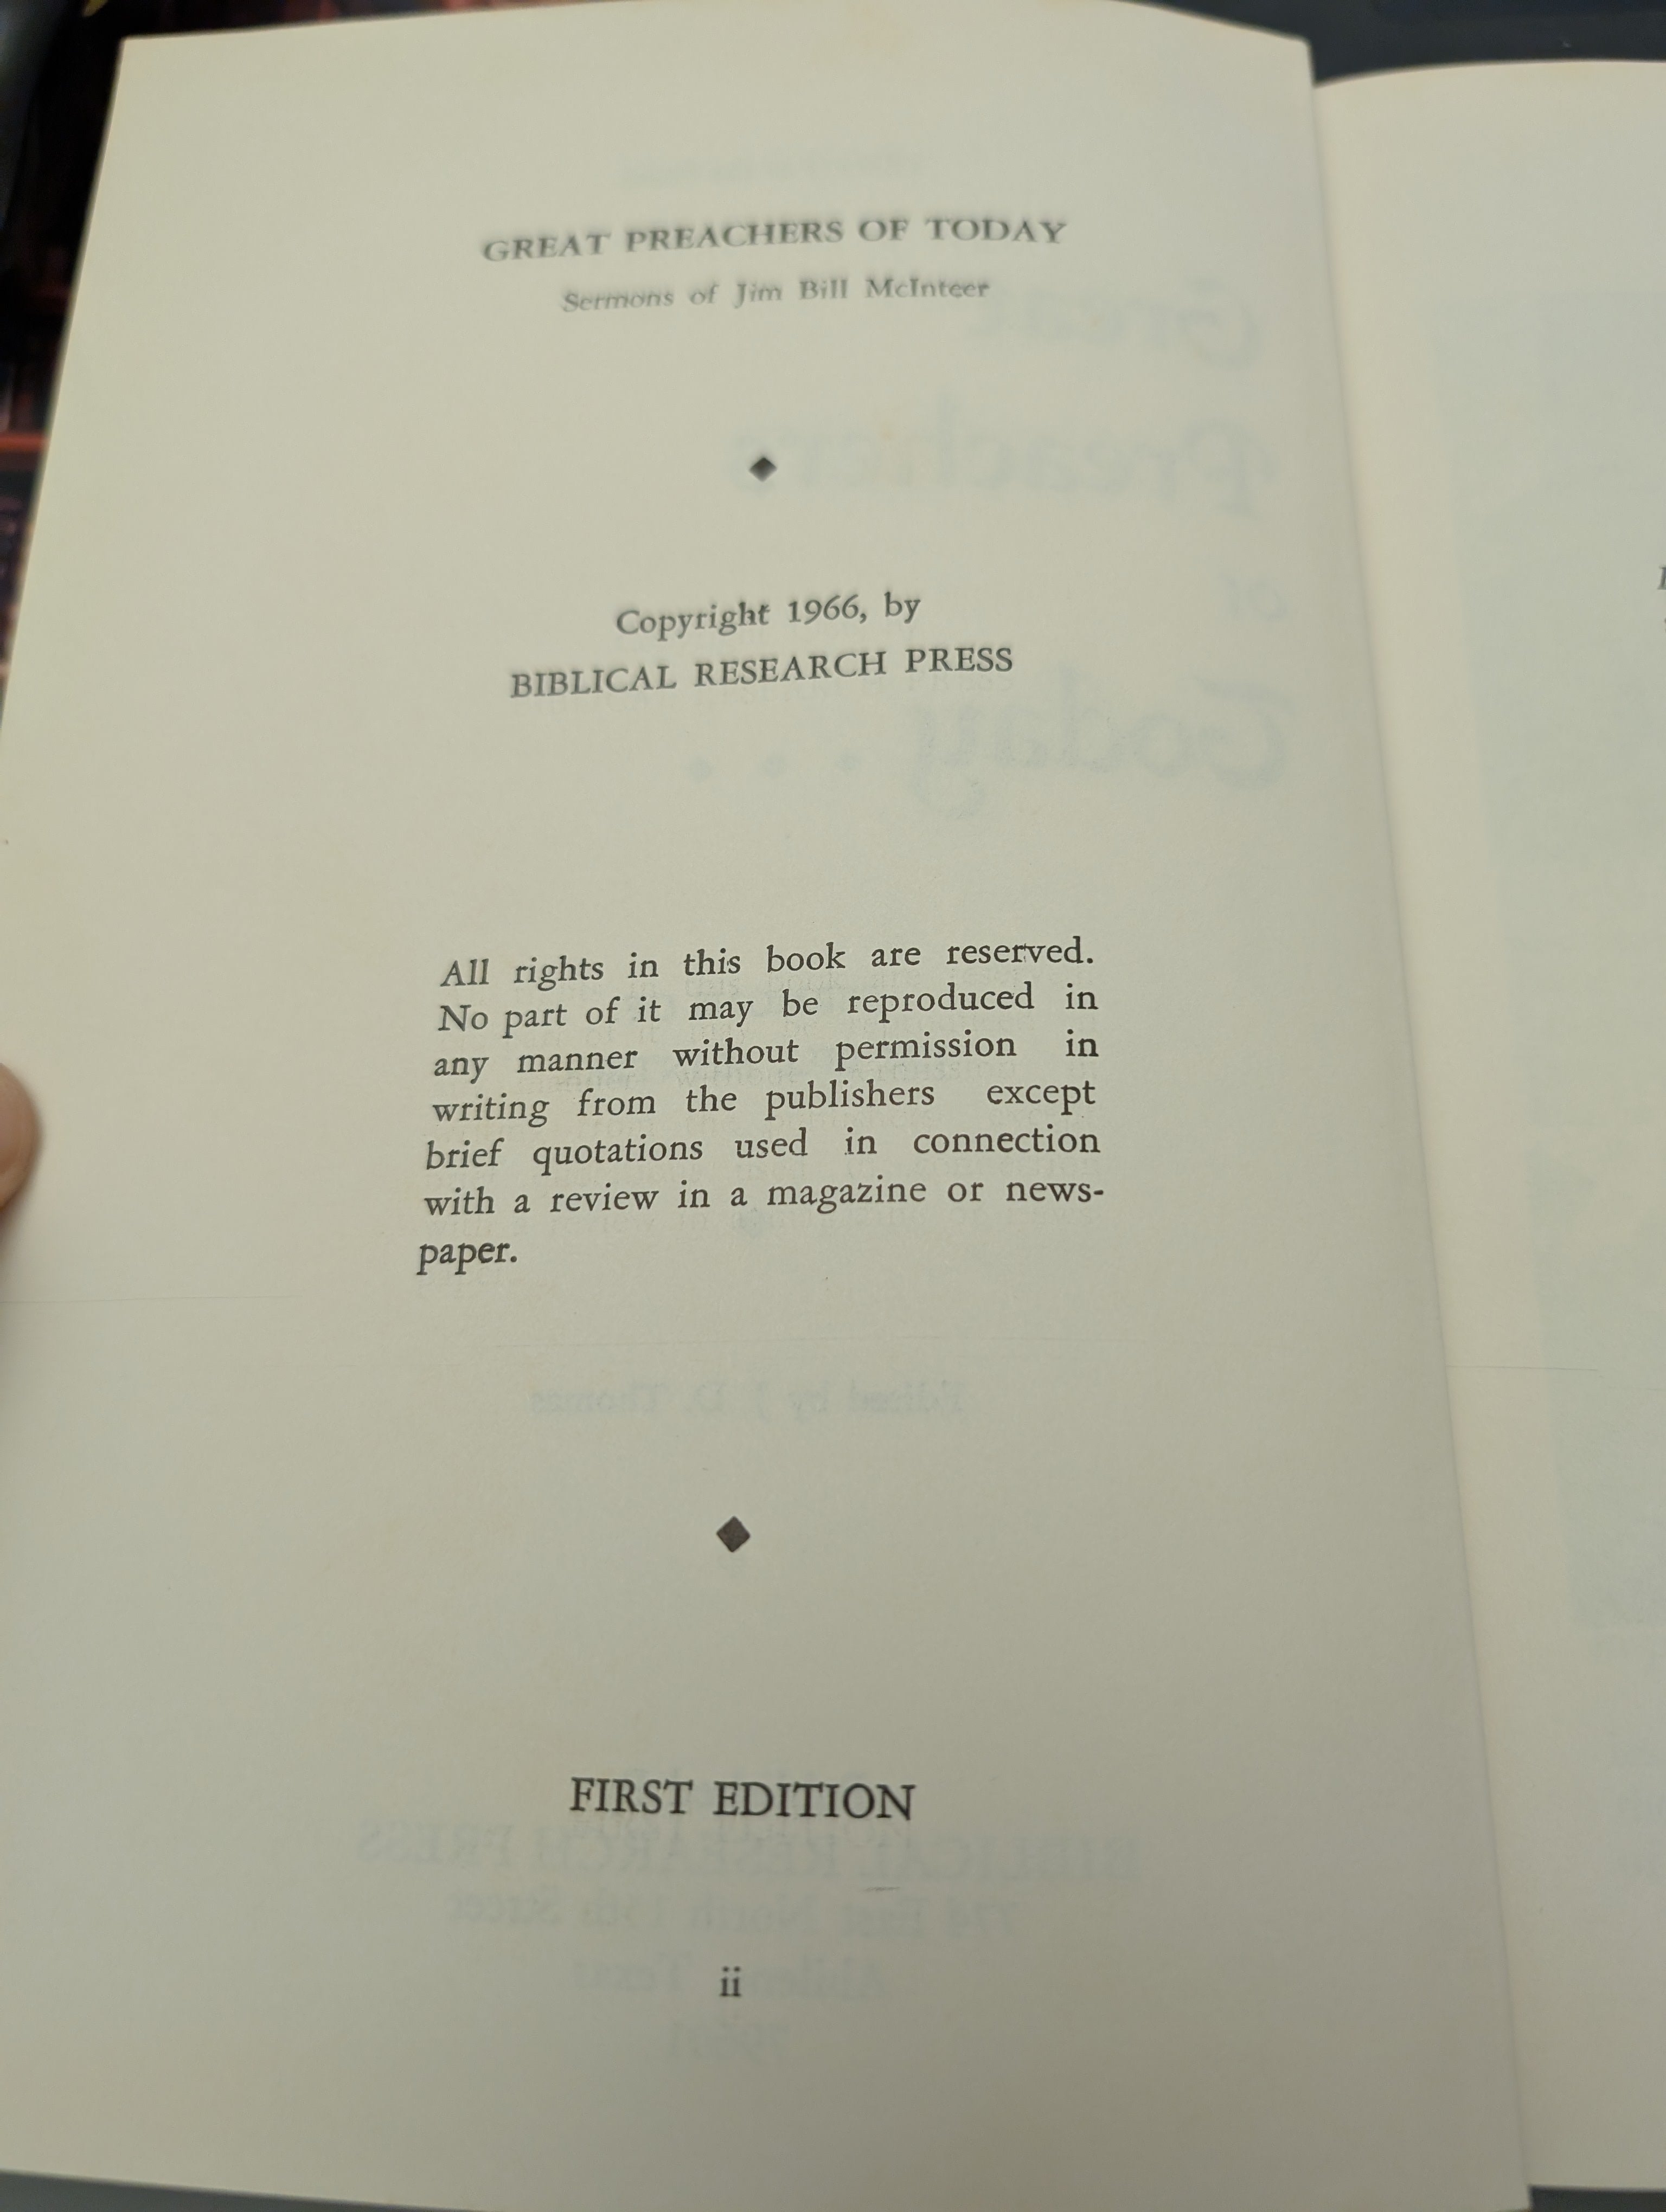 GREAT PREACHERS OF TODAY
Sermons of Jim Bill McInteer
Copyright 1966, by
BIBLICAL RESEARCH PRESS
All rights in this book are reserved.
No part of it may be reproduced in
any manner without permission in
writing from the publishers except
brief quotations used in connection
with a review in a magazine or news-
paper.
FIRST EDITION
ii